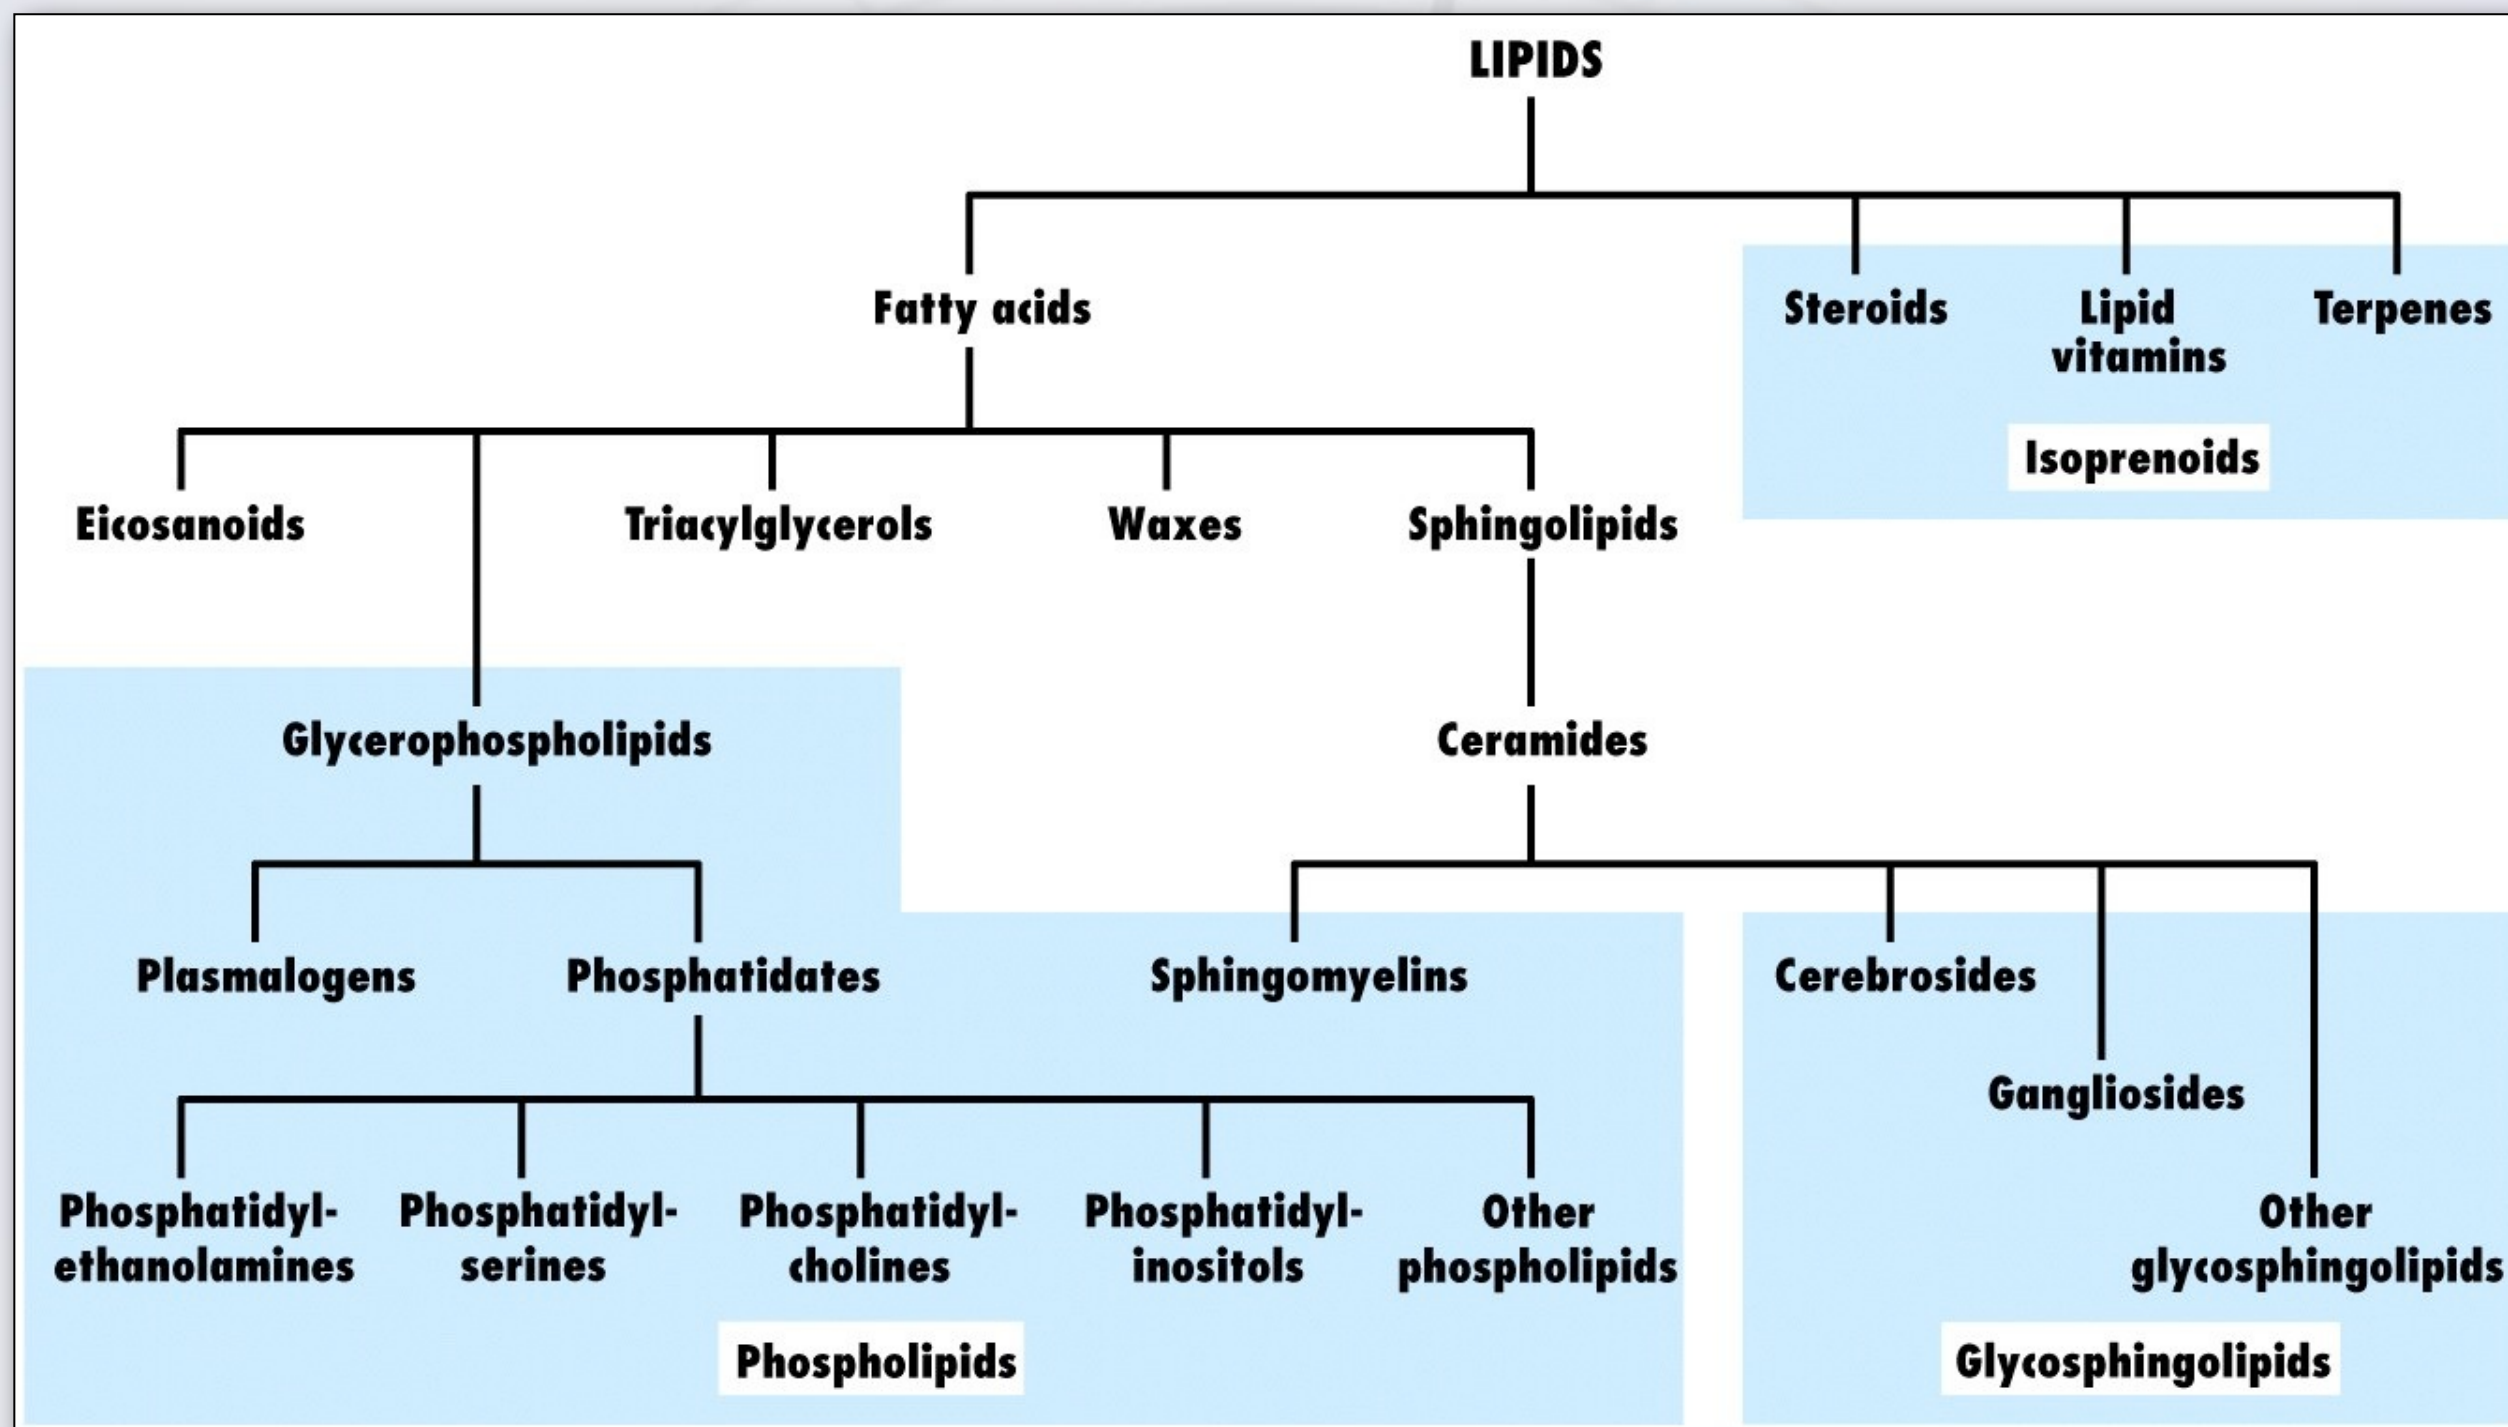 LIPIDS
Fatty acids
Steroids
Lipid
vitamins
Terpenes
Isoprenoids
Eicosanoids
Triacylglycerols
Waxes
Sphingolipids
Glycerophospholipids
Ceramides
Plasmalogens
Phosphatidates
Sphingomyelins
Cerebrosides
Gangliosides
Phosphatidyl-
ethanolamines
Phosphatidyl-
serines
Phosphatidyl-
cholines
Phosphatidyl-
inositols
Other
phospholipids
Other
glycosphingolipids
Phospholipids
Glycosphingolipids